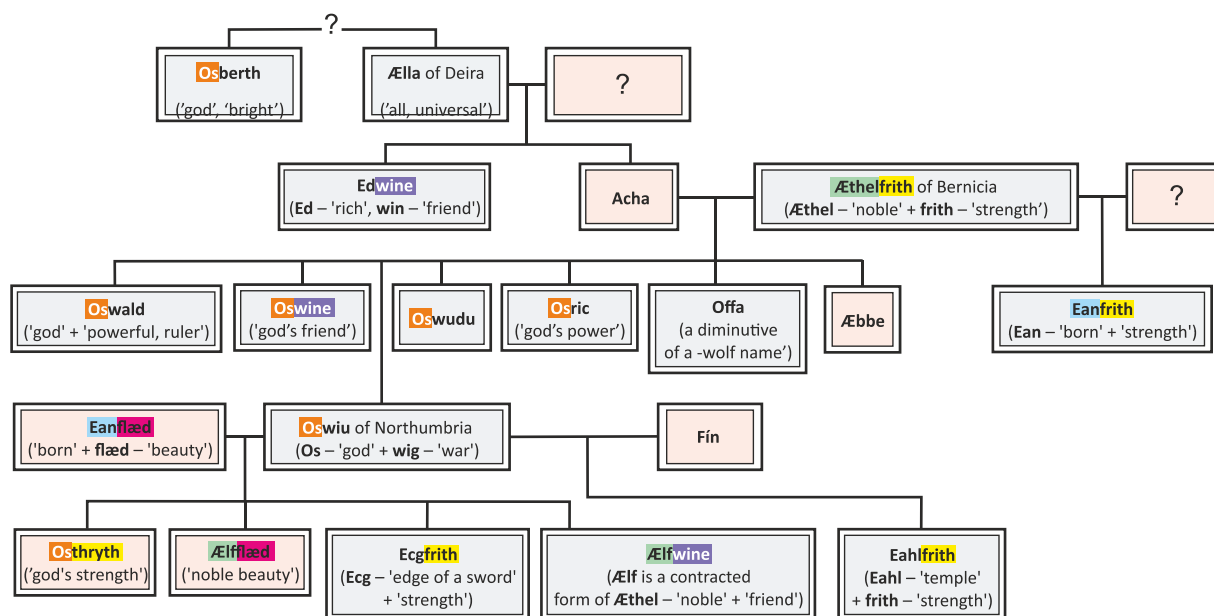 ?
Osberth
('god', 'bright')
Ælla of Deira
('all, universal')
?
Edwine
(Ed – 'rich', win – 'friend')
Acha
Æthelfrith of Bernicia
(Æthel – 'noble' + frith – 'strength')
?
Oswald
('god' + 'powerful, ruler')
Oswine
('god's friend')
Oswudu
Osric
('god's power')
Offa
(a diminutive
of a -wolf name')
Æbbe
Eanfrith
(Ean – 'born' + 'strength')
Eanflæd
('born' + flæd – 'beauty')
Oswiu of Northumbria
(Os – 'god' + wig – 'war')
Fín
Osthryth
('god's strength')
Ælfflæd
('noble beauty')
Ecgfrith
(Ecg – 'edge of a sword'
+ 'strength')
Ælfwine
(Ælf is a contracted
form of Æthel – 'noble' + 'friend')
Eahlfrith
(Eahl – 'temple'
+ frith – 'strength')